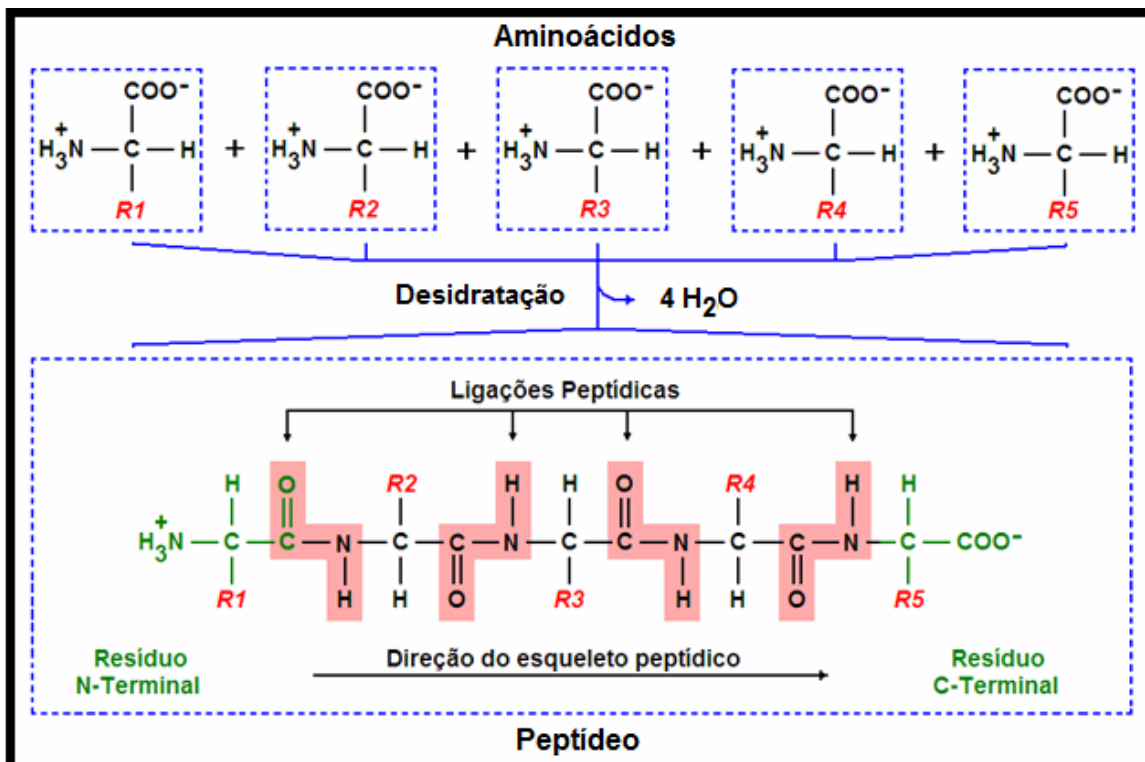 Aminoácidos
COO⁻ COO⁻ COO⁻ COO⁻ COO⁻
H₃N⁺—C—H + H₃N⁺—C—H + H₃N⁺—C—H + H₃N⁺—C—H + H₃N⁺—C—H
R1 R2 R3 R4 R5
Desidratação 4 H₂O
Ligações Peptídicas
H O R2 H H O R4 H H
H₃N⁺—C—C—N—C—C—N—C—C—N—C—C—N—C—COO⁻
R1 H H O R3 H H O R5
Resíduo
N-Terminal
Direção do esqueleto peptídico
Resíduo
C-Terminal
Peptídeo